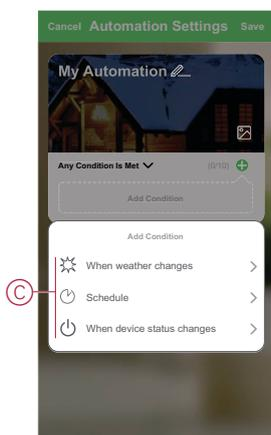 Cancel Automation Settings Save
My Automation
Any Condition Is Met (0/10)
Add Condition
Add Condition
When weather changes
C
Schedule
When device status changes